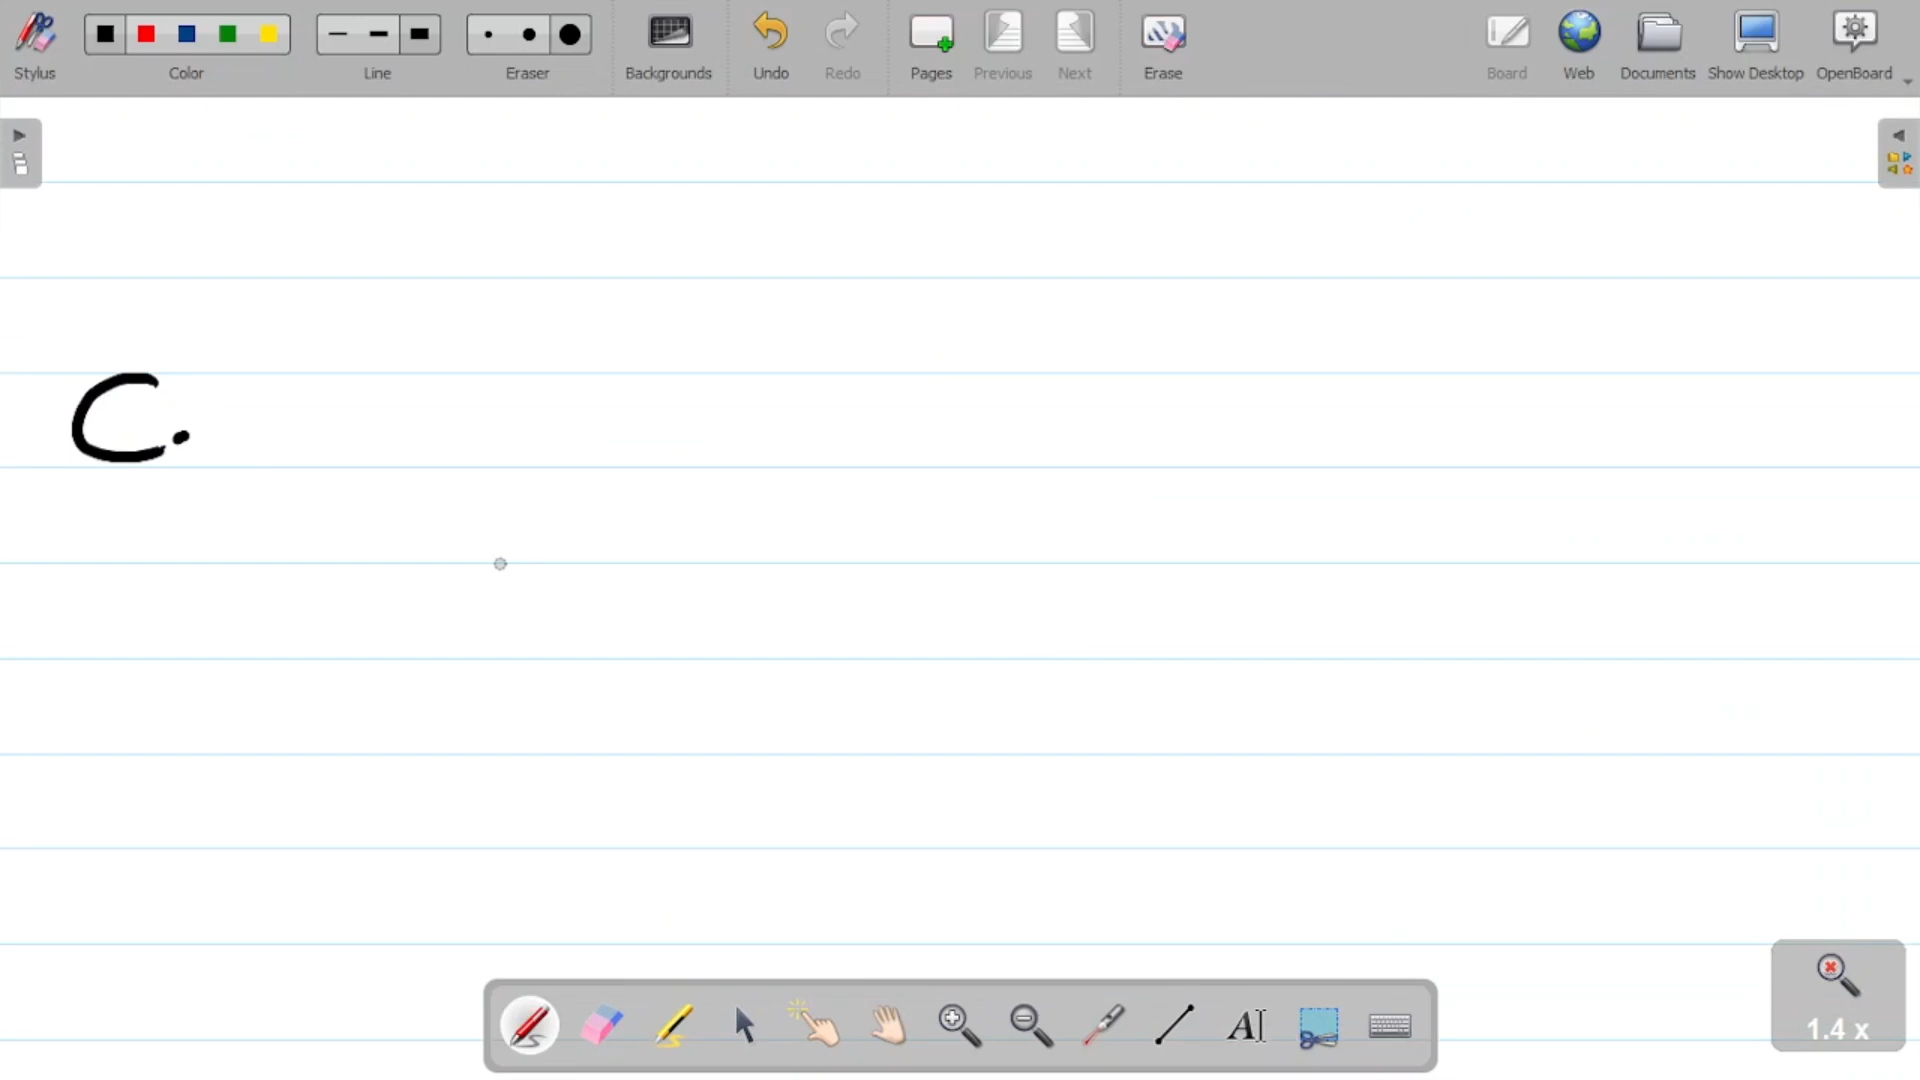 Stylus Color Line Eraser Backgrounds Undo Redo Pages Previous Next Erase Board Web Documents Show Desktop OpenBoard
C.
1.4 x